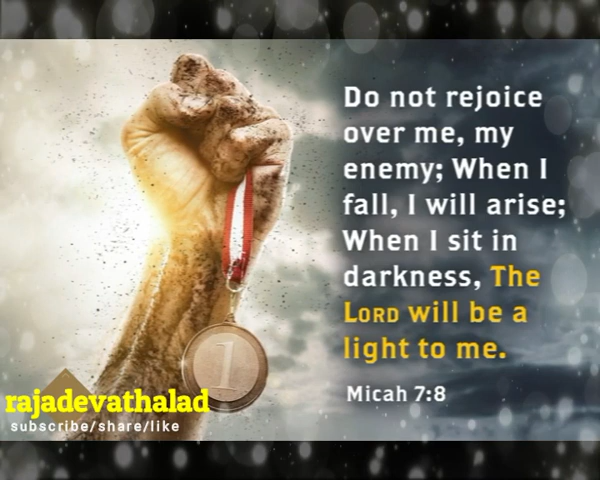 Do not rejoice
over me, my
enemy; When I
fall, I will arise;
When I sit in
darkness, The
LORD will be a
light to me.
Micah 7:8
1
rajadevathalad
subscribe/share/like